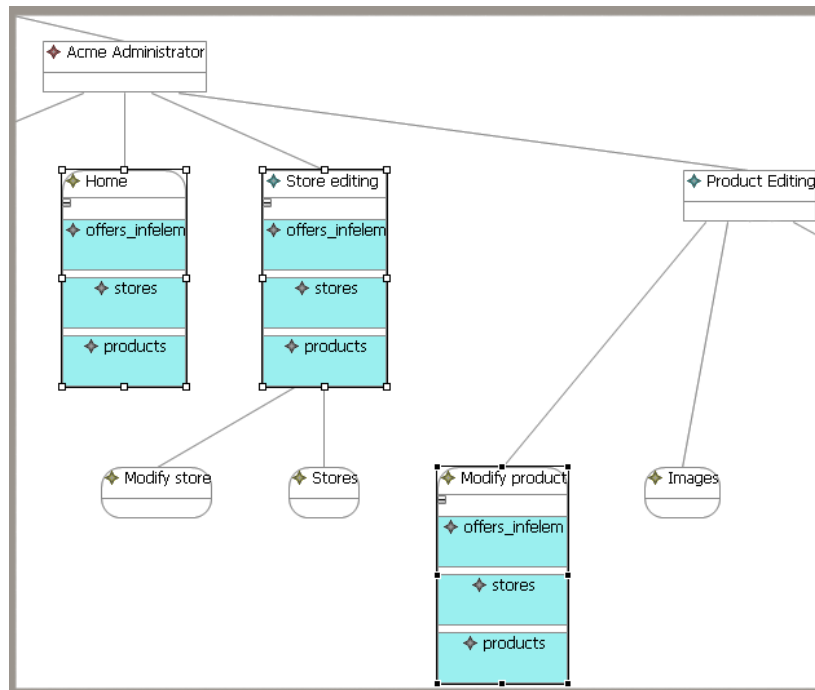 Acme Administrator
Home
Store editing
Product Editing
offers_infelem
offers_infelem
stores
stores
products
products
Modify store
Stores
Modify product
Images
offers_infelem
stores
products